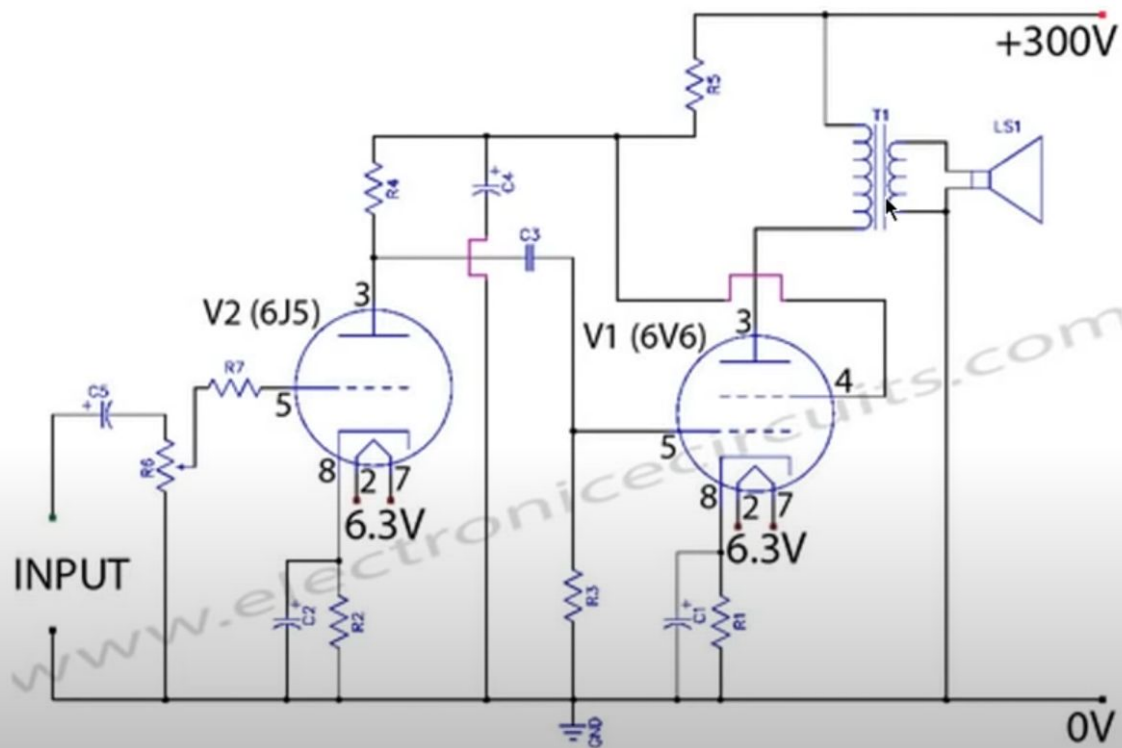 +300V
R5
T1
LS1
R4
C4
C3
3
V2 (6J5)
3
V1 (6V6)
R7
4
C5
+
5
5
R6
8
2
7
6.3V
8
2
7
6.3V
INPUT
+
C2
R2
R3
+
C1
R1
+
www.electronicecircuits.com
0V
GND